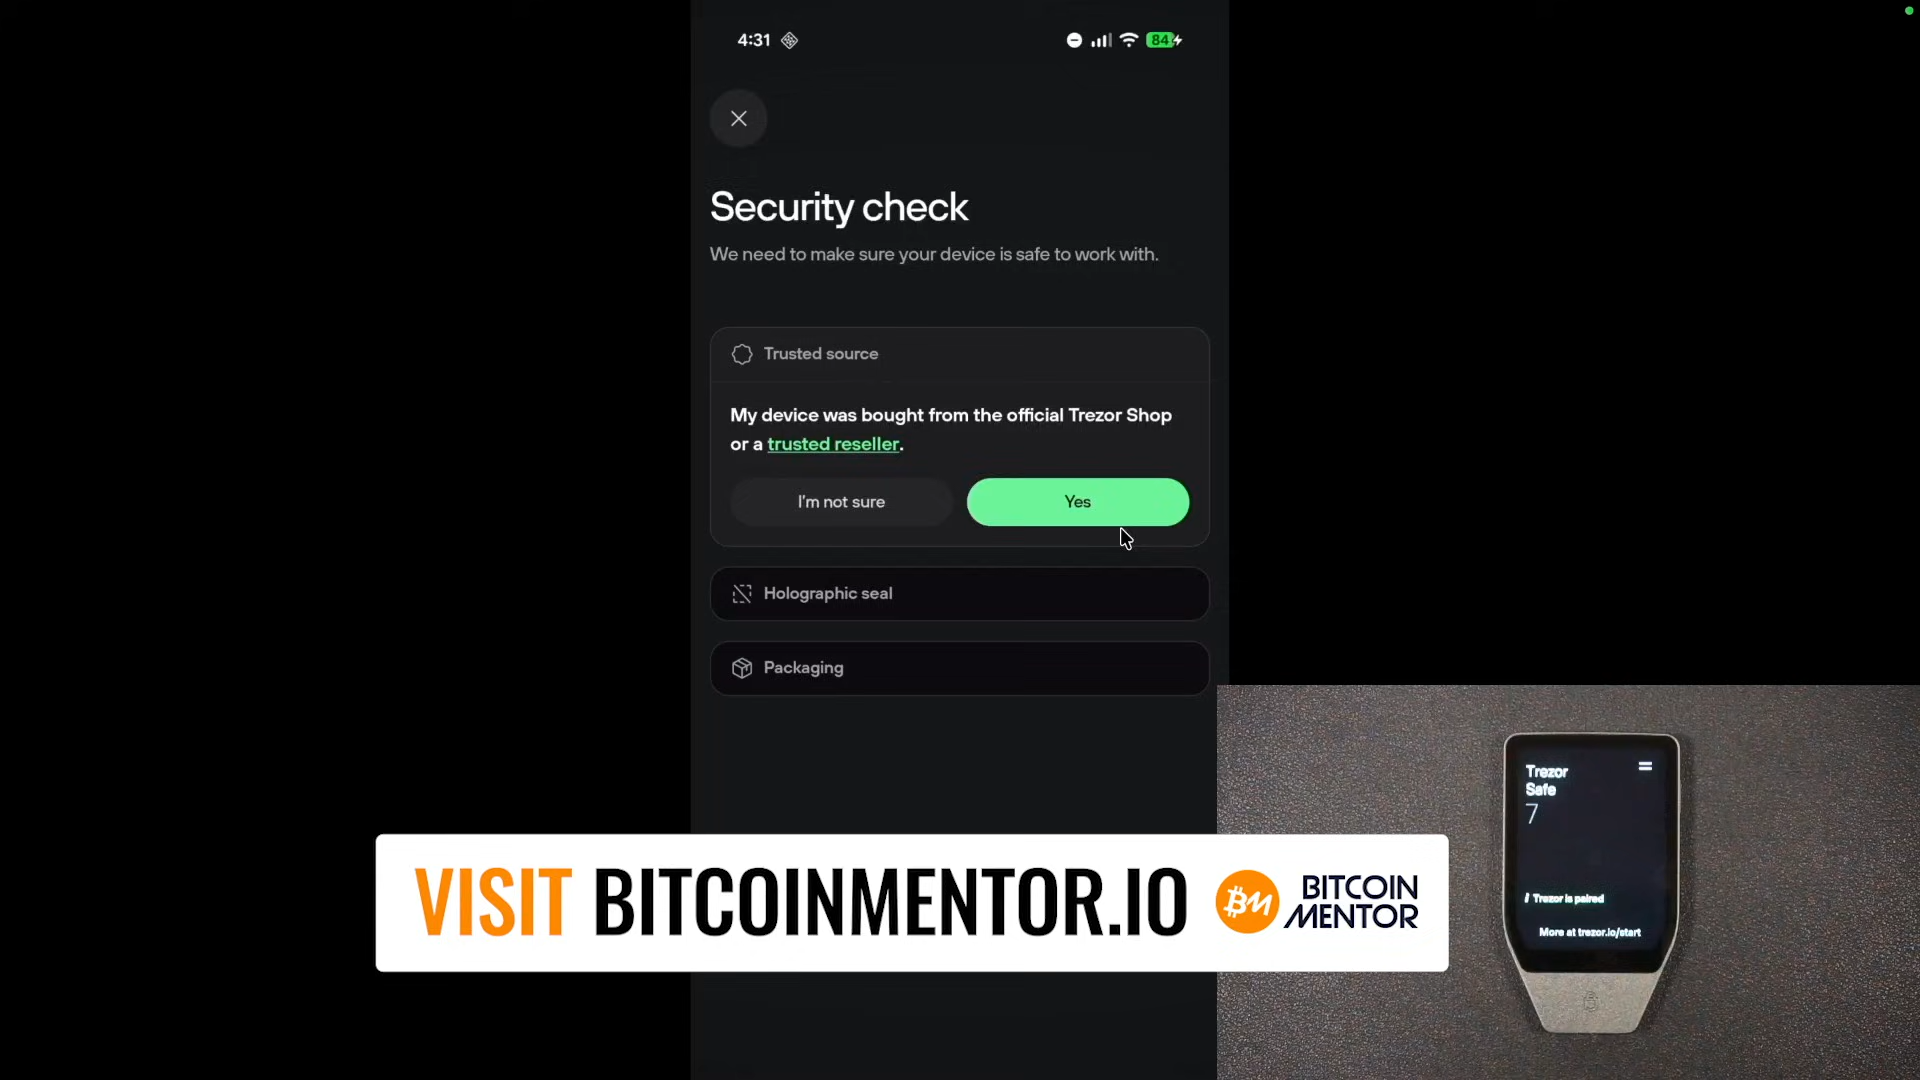 4:31
84
Security check
We need to make sure your device is safe to work with.
Trusted source
My device was bought from the official Trezor Shop
or a trusted reseller.
I'm not sure
Yes
Holographic seal
Packaging
VISIT BITCOINMENTOR.IO
BM
BITCOIN
MENTOR
Trezor
Safe
7
Trezor is paired
More at trezor.io/start